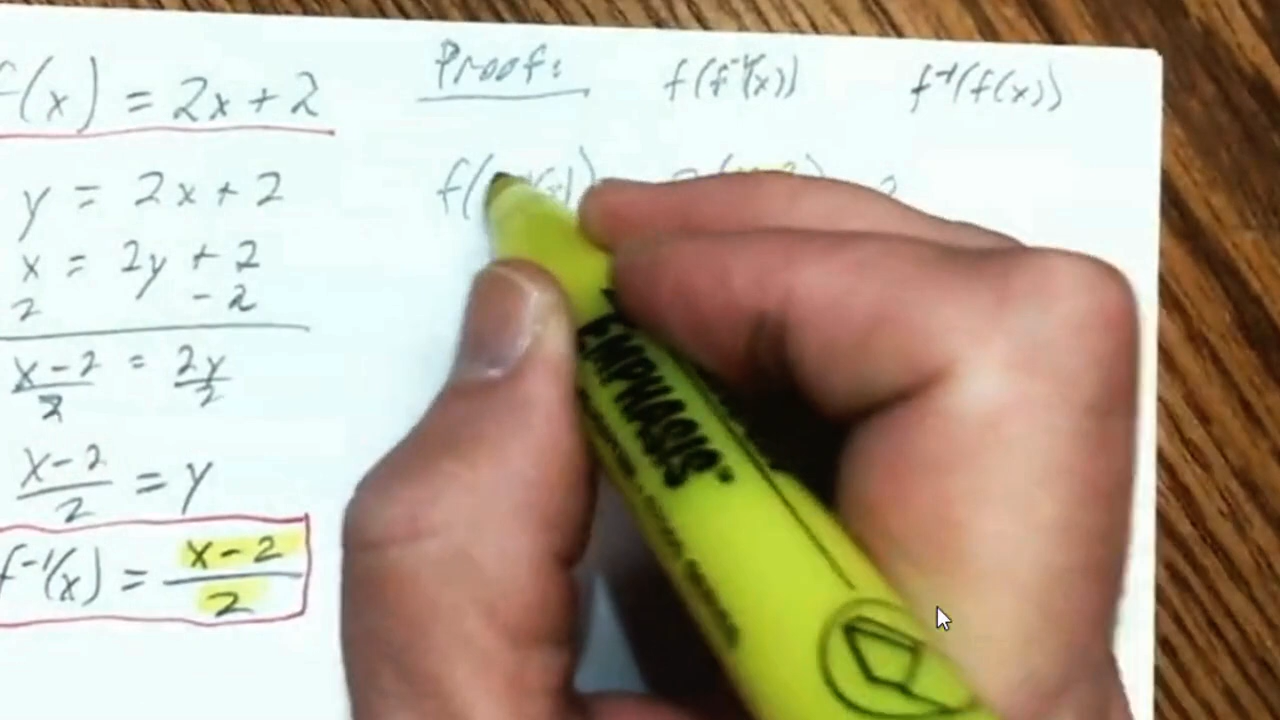 f(x) = 2x + 2
y = 2x + 2
x = 2y + 2
2 - 2
x - 2 / 2 = 2y / 2
x - 2 / 2 = y
f⁻¹(x) = x - 2 / 2
Proof: f(f⁻¹(x)) f⁻¹(f(x))
f(
EMPHASIS™